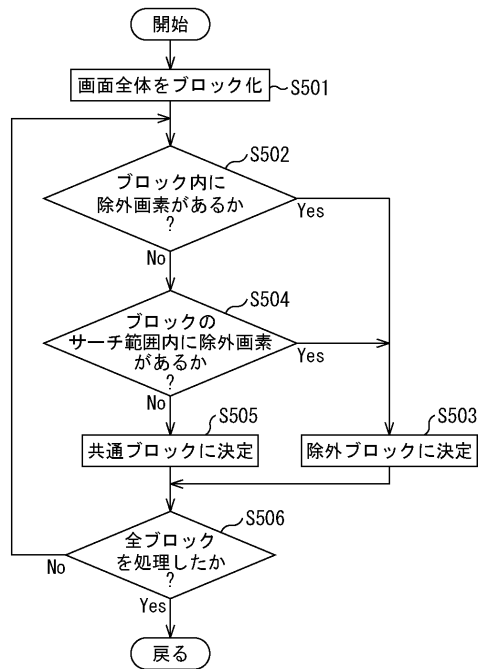 開始
画面全体をブロック化
S501
S502
ブロック内に
除外画素があるか
?
Yes
No
S504
ブロックの
サーチ範囲内に除外画素
があるか
?
Yes
No
S505
共通ブロックに決定
S503
除外ブロックに決定
S506
全ブロック
を処理したか
?
No
Yes
戻る